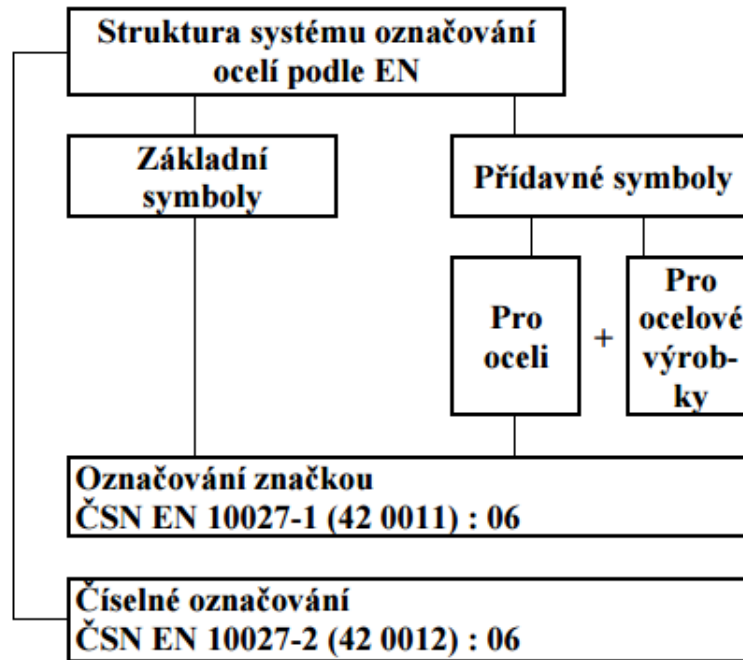 Struktura systému označování
ocelí podle EN
Základní
symboly
Přídavné symboly
Pro
oceli
+
Pro
ocelové
výrob-
ky
Označování značkou
ČSN EN 10027-1 (42 0011) : 06
Číselné označování
ČSN EN 10027-2 (42 0012) : 06